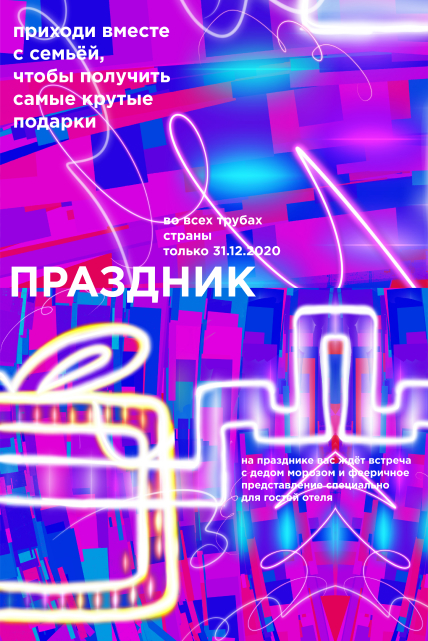 приходи вместе
с семьёй,
чтобы получить
самые крутые
подарки
во всех трубах
страны
только 31.12.2020
ПРАЗДНИК
на празднике вас ждёт встреча
с дедом морозом и фееричное
представление специально
для гостей отеля